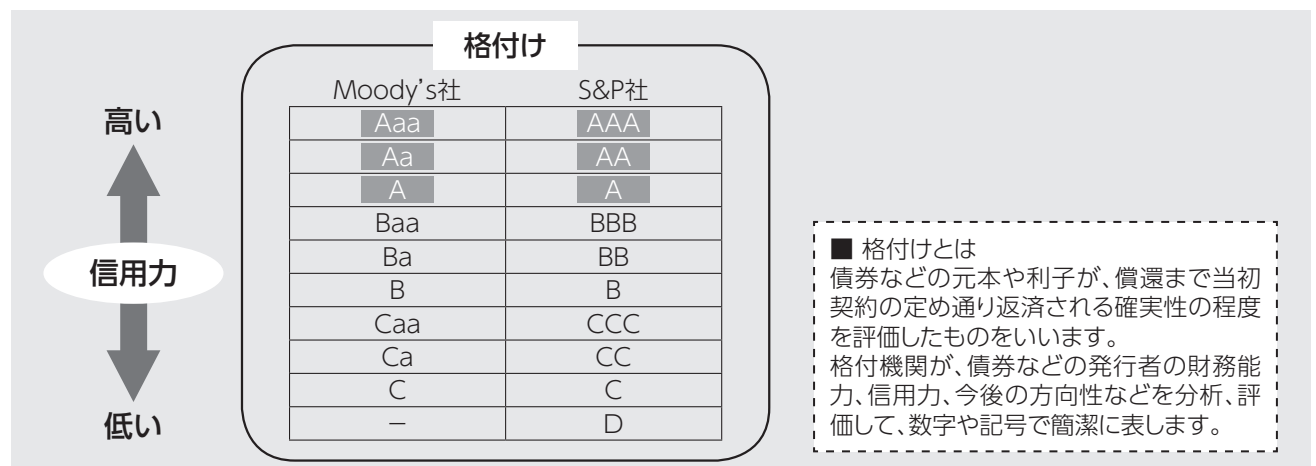 格付け
Moody's社 S&P社
高い
Aaa AAA
Aa AA
A A
Baa BBB
信用力
Ba BB
B B
Caa CCC
Ca CC
C C
低い
– D
■ 格付けとは
債券などの元本や利子が、償還まで当初
契約の定め通り返済される確実性の程度
を評価したものをいいます。
格付機関が、債券などの発行者の財務能
力、信用力、今後の方向性などを分析、評
価して、数字や記号で簡潔に表します。